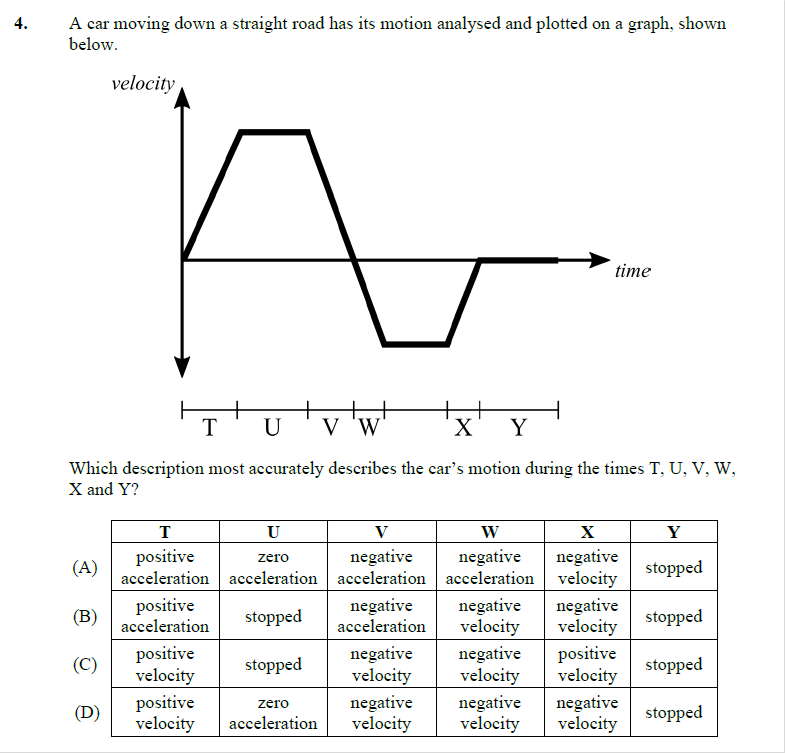 4. A car moving down a straight road has its motion analysed and plotted on a graph, shown
below.
velocity
time
T U V W X Y
Which description most accurately describes the car's motion during the times T, U, V, W,
X and Y?
T U V W X Y
(A) positive acceleration zero acceleration negative acceleration negative acceleration negative velocity stopped
(B) positive acceleration stopped negative acceleration negative velocity negative velocity stopped
(C) positive velocity stopped negative velocity negative velocity positive velocity stopped
(D) positive velocity zero acceleration negative velocity negative velocity negative velocity stopped